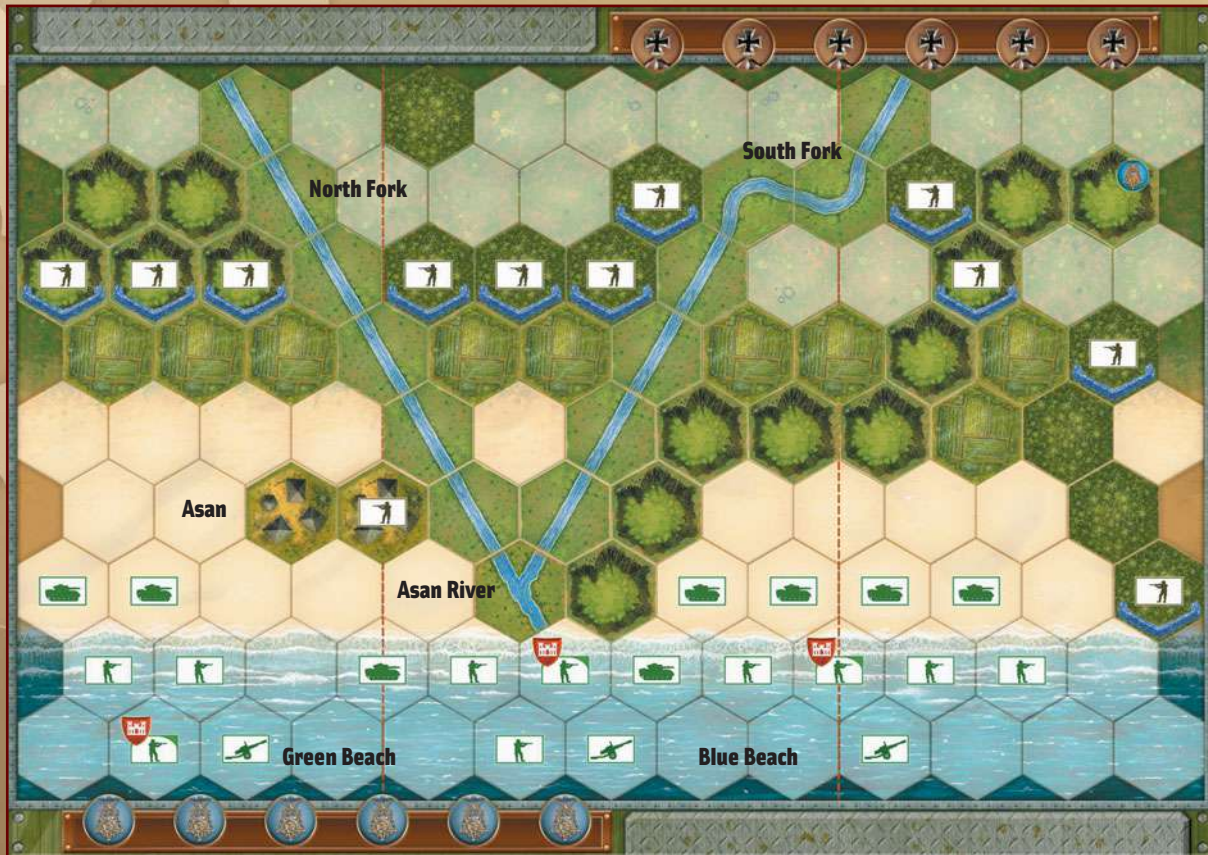 South Fork
North Fork
Asan
Asan River
Green Beach
Blue Beach